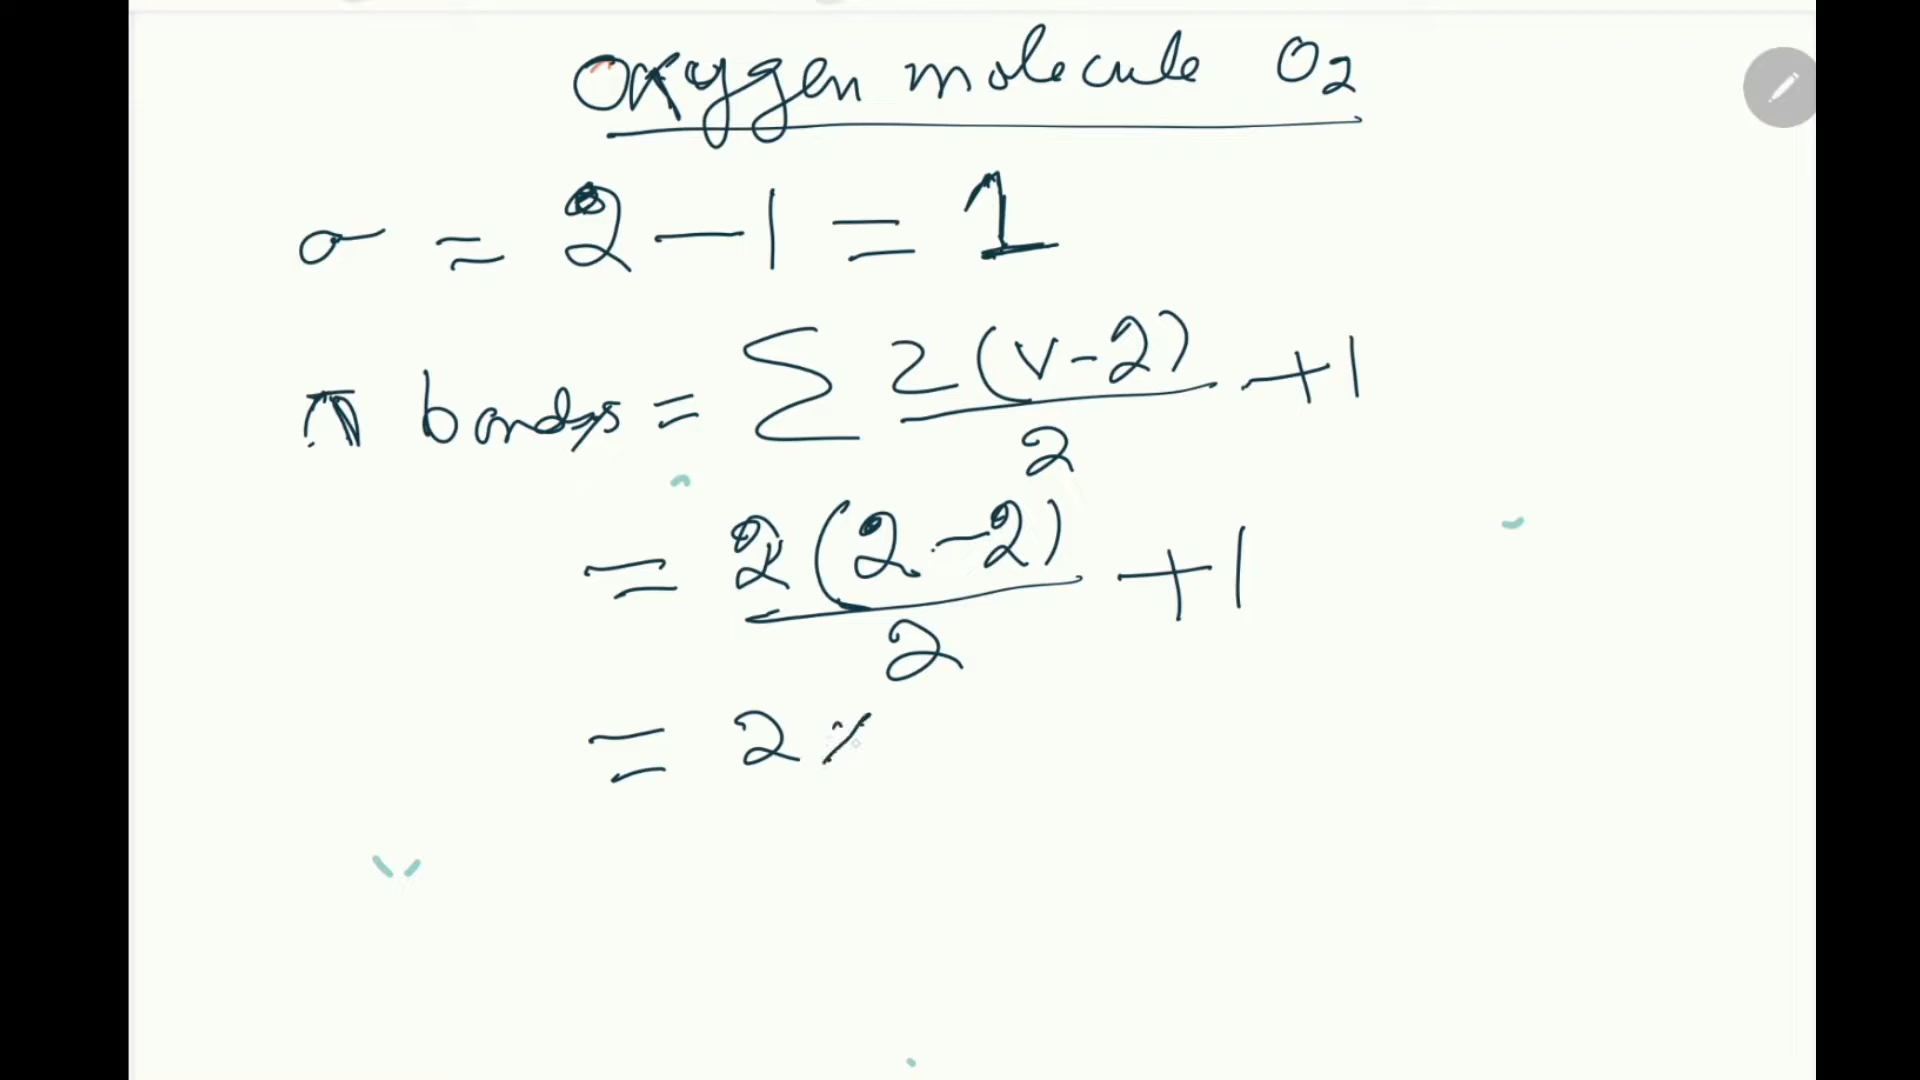 Oxygen molecule O2
σ = 2 - 1 = 1
π bonds = Σ 2(v-2)/2 + 1
= 2(2-2)/2 + 1
= 2